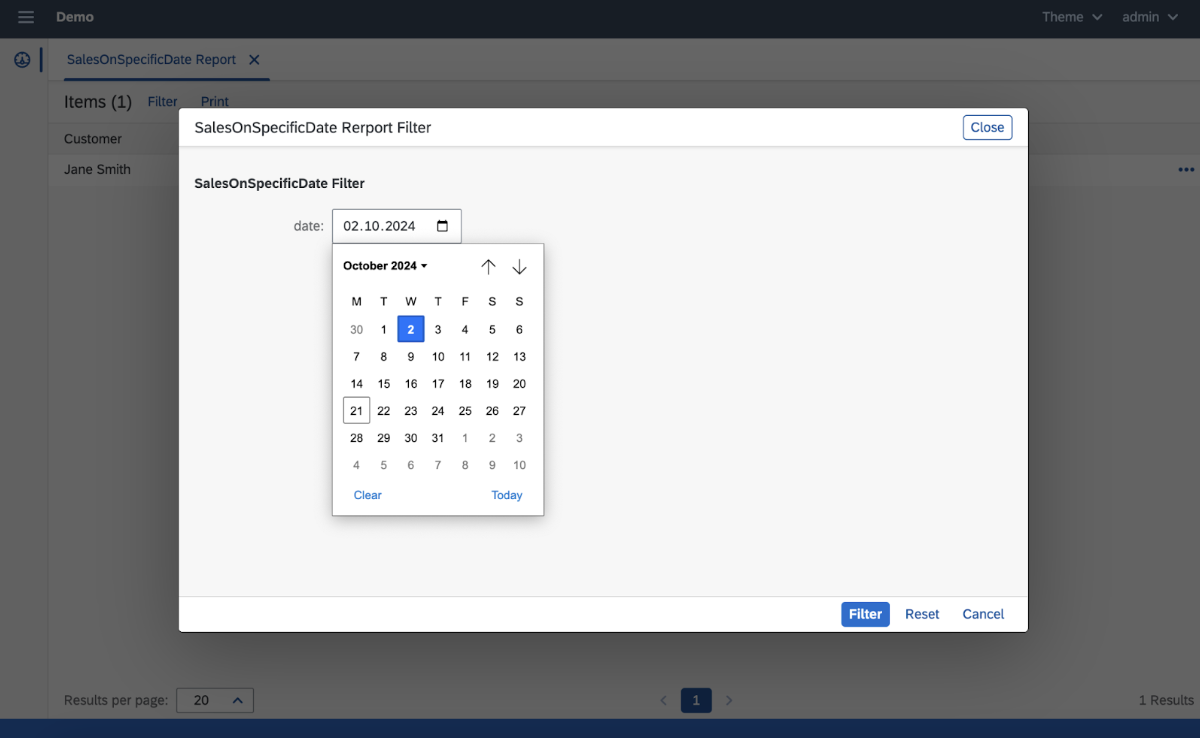 Demo
Theme
admin
SalesOnSpecificDate Report
Items (1) Filter Print
Customer
Jane Smith
SalesOnSpecificDate Rerport Filter
Close
SalesOnSpecificDate Filter
date: 02.10.2024
October 2024
M T W T F S S
30 1 2 3 4 5 6
7 8 9 10 11 12 13
14 15 16 17 18 19 20
21 22 23 24 25 26 27
28 29 30 31 1 2 3
4 5 6 7 8 9 10
Clear Today
Filter Reset Cancel
Results per page: 20
1
1 Results